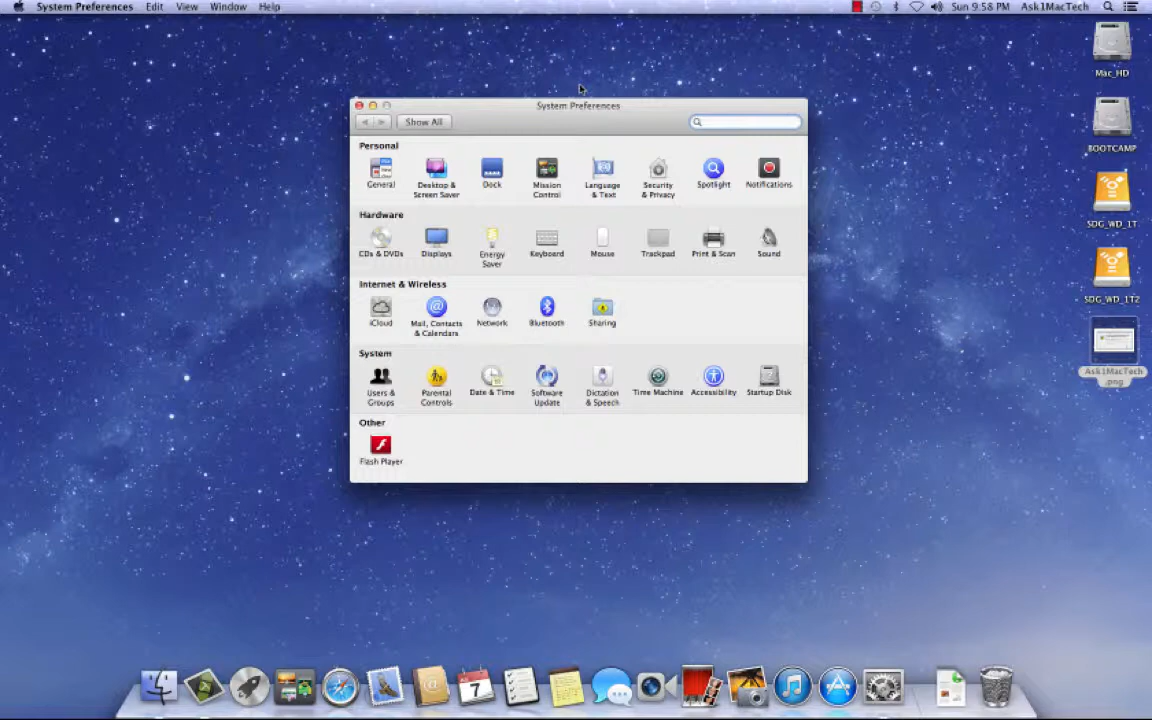 System Preferences Edit View Window Help
Sun 9:58 PM Ask1MacTech
System Preferences
Show All
Personal
General
Desktop &
Screen Saver
Dock
Mission
Control
Language
& Text
Security
& Privacy
Spotlight
Notifications
Hardware
CDs & DVDs
Displays
Energy
Saver
Keyboard
Mouse
Trackpad
Print & Scan
Sound
Internet & Wireless
iCloud
Mail, Contacts
& Calendars
Network
Bluetooth
Sharing
System
Users &
Groups
Parental
Controls
Date & Time
Software
Update
Dictation
& Speech
Time Machine
Accessibility
Startup Disk
Other
Flash Player
Mac_HD
BOOTCAMP
SDG_WD_1T
SDG_WD_1T2
Ask1MacTech
.png
7